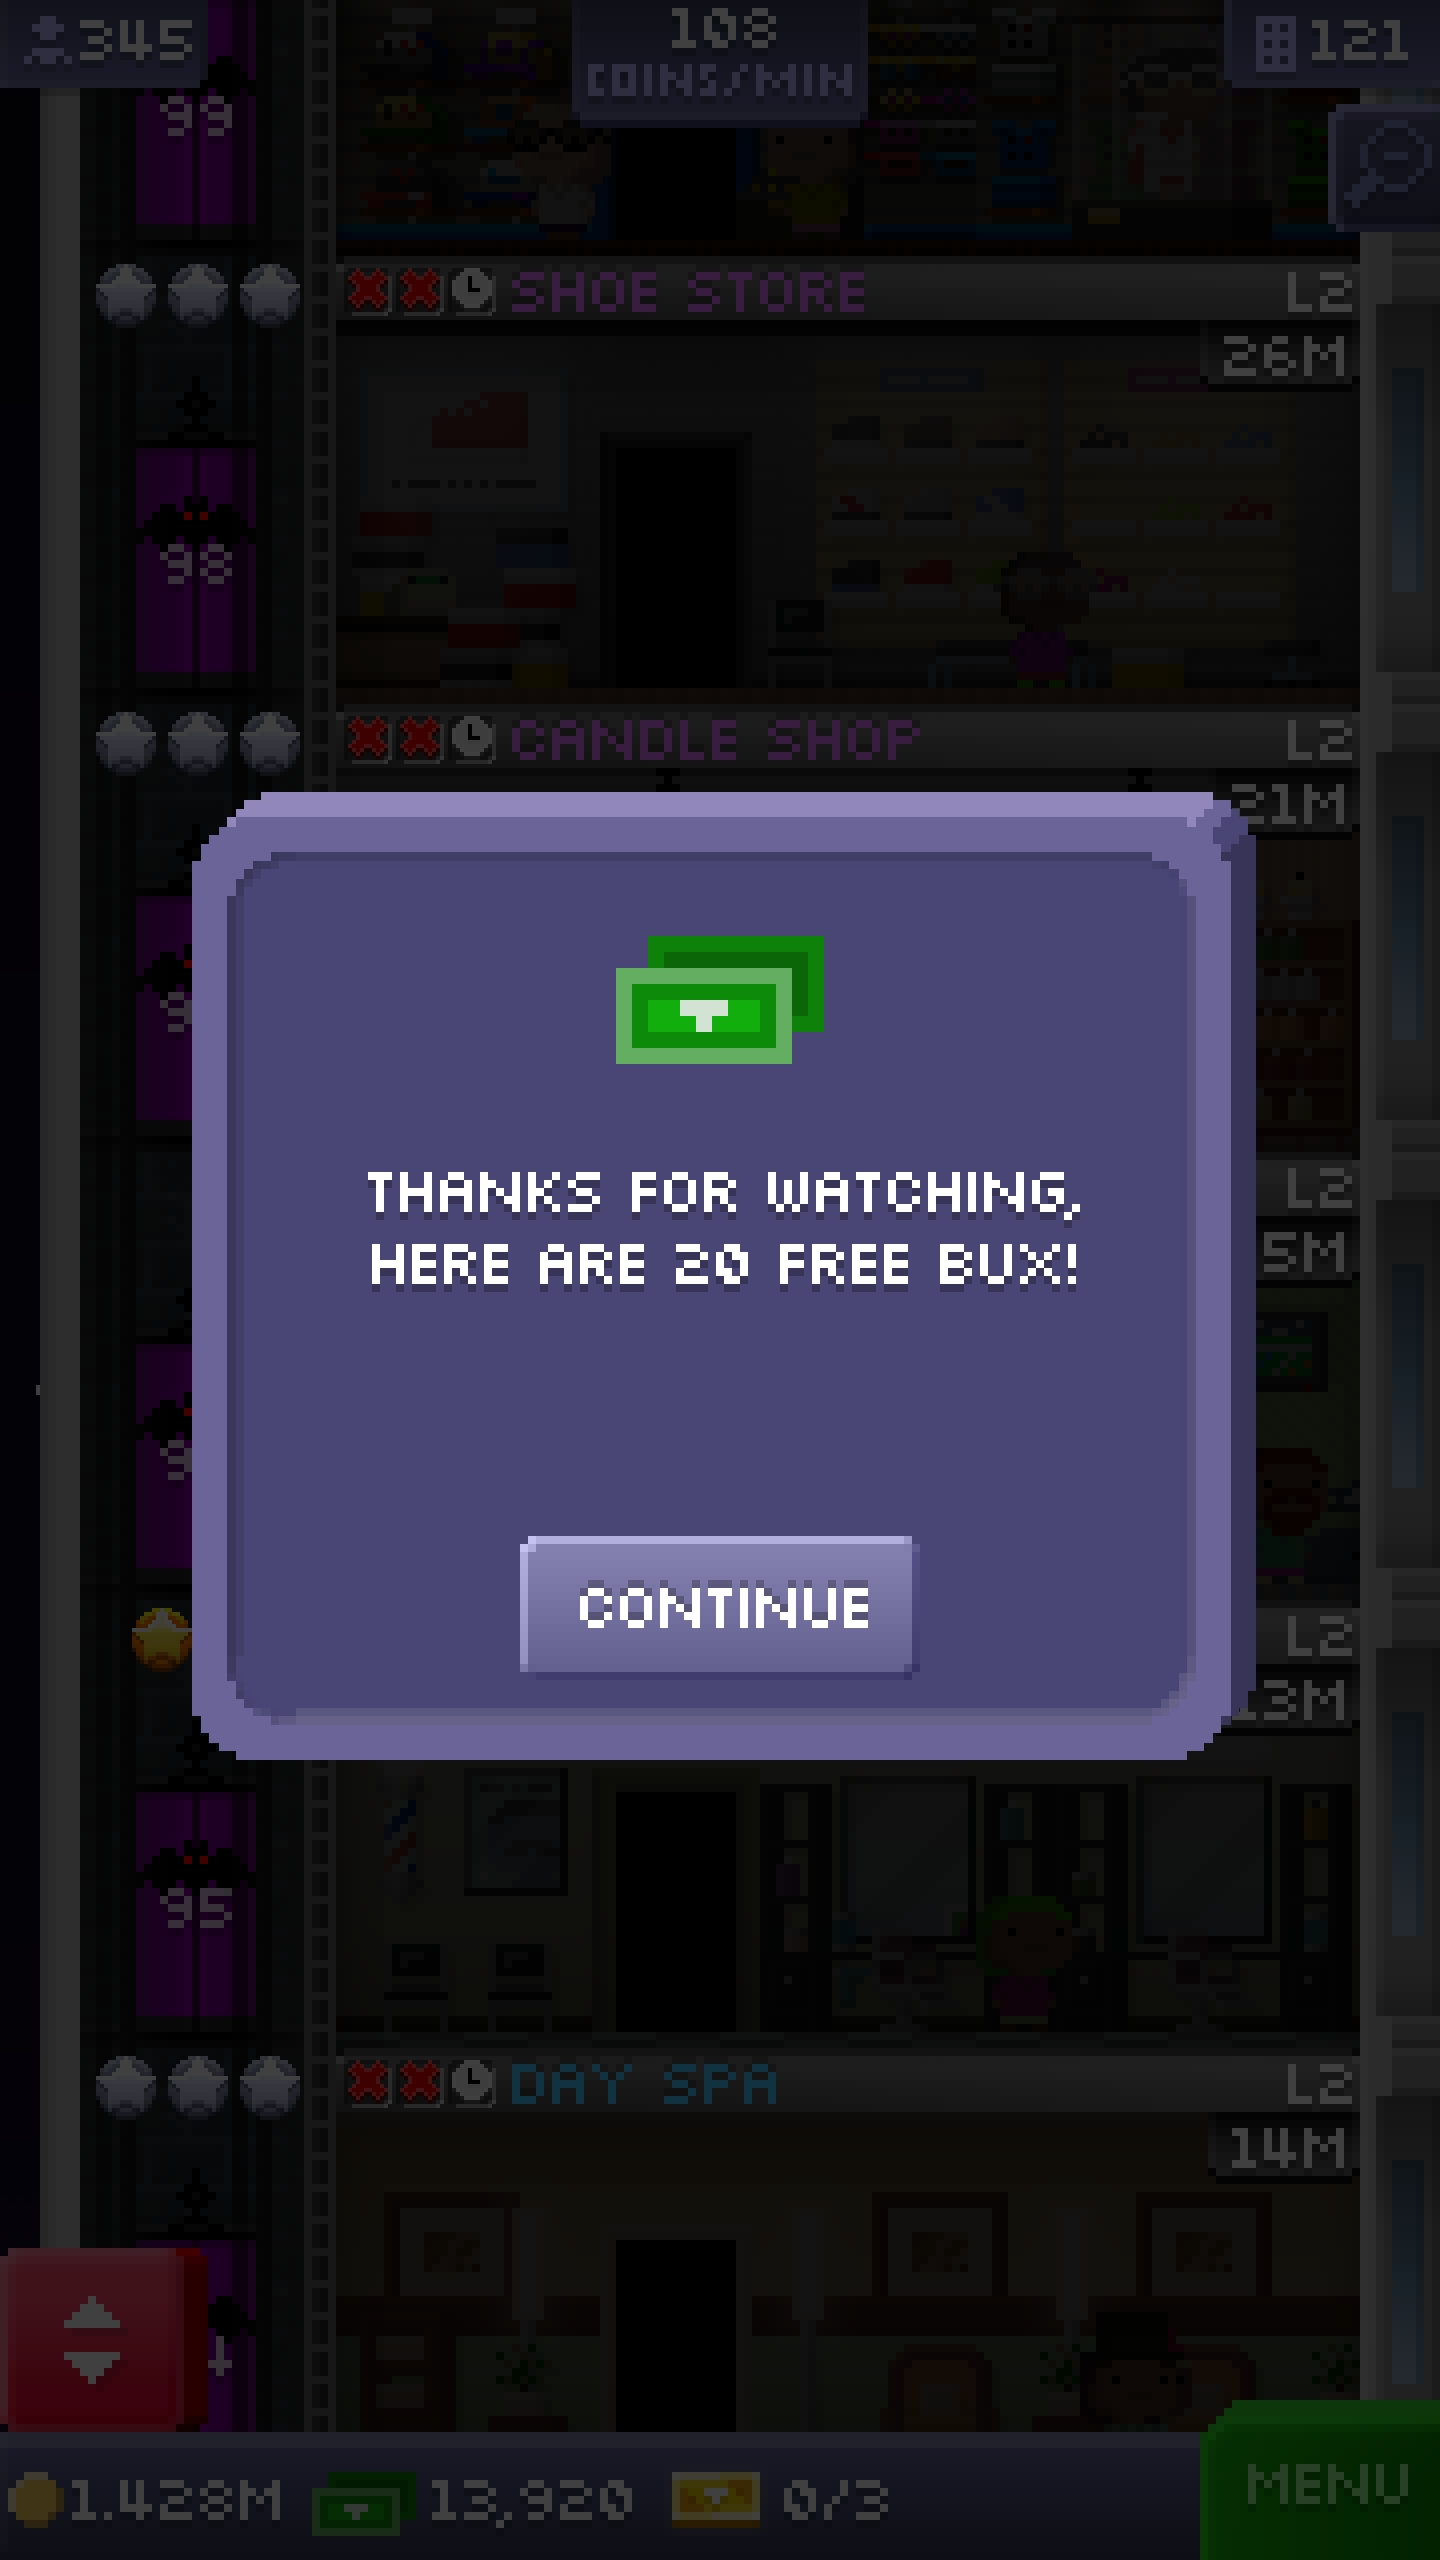 345
108
COINS/MIN
121
99
SHOE STORE
L2
26M
98
CANDLE SHOP
L2
21M
THANKS FOR WATCHING,
HERE ARE 20 FREE BUX!
L2
5M
CONTINUE
L2
13M
95
DAY SPA
L2
14M
1.428M
13,920
0/3
MENU